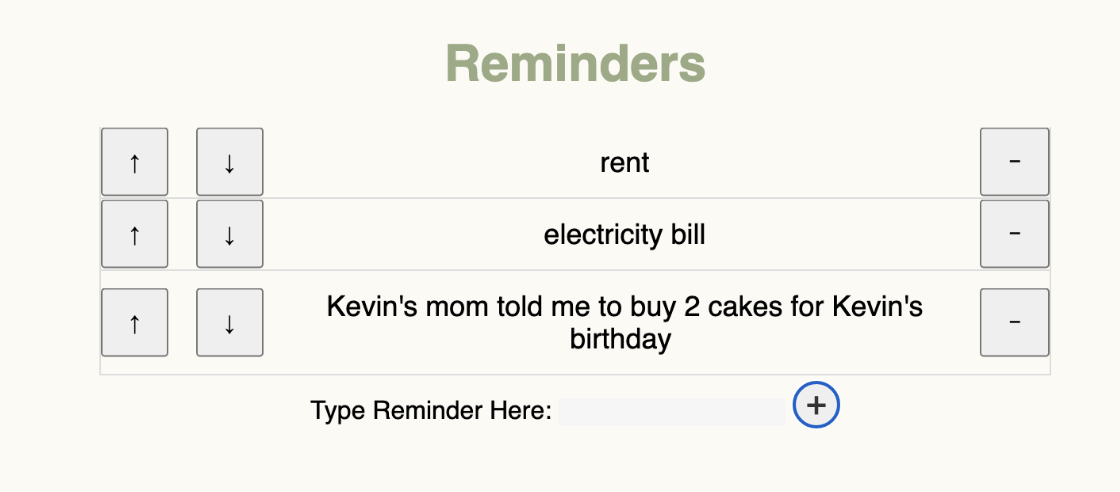 Reminders
↑ ↓ rent -
↑ ↓ electricity bill -
↑ ↓ Kevin's mom told me to buy 2 cakes for Kevin's
birthday -
Type Reminder Here: +